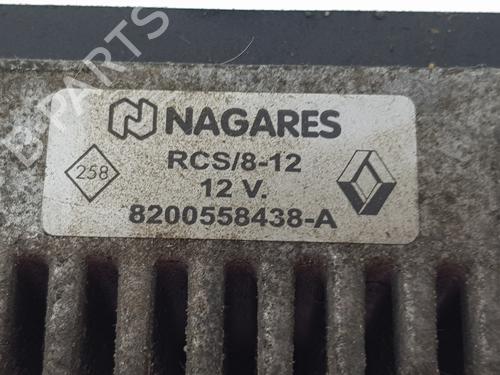 NAGARES
RCS/8-12
258
12 V.
8200558438-A
B-PARTS